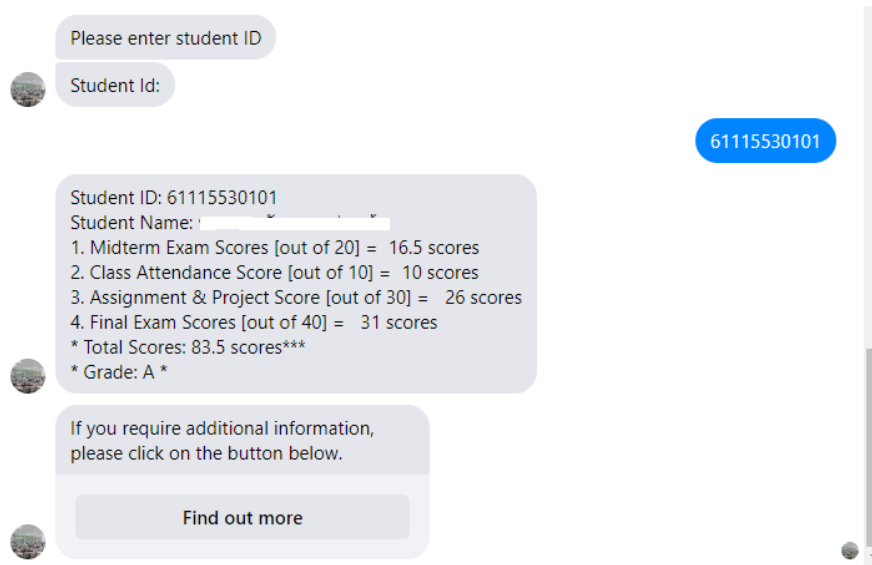 Please enter student ID
Student Id:
61115530101
Student ID: 61115530101
Student Name:
1. Midterm Exam Scores [out of 20] = 16.5 scores
2. Class Attendance Score [out of 10] = 10 scores
3. Assignment & Project Score [out of 30] = 26 scores
4. Final Exam Scores [out of 40] = 31 scores
* Total Scores: 83.5 scores***
* Grade: A *
If you require additional information,
please click on the button below.
Find out more